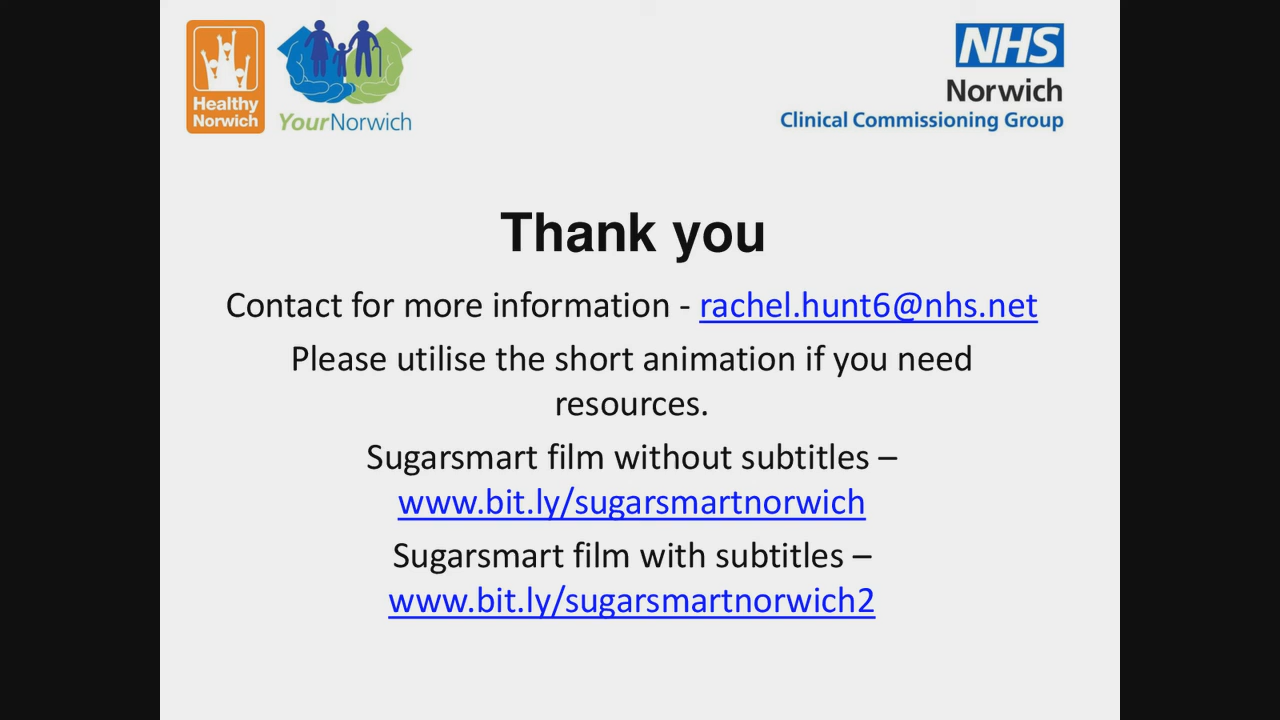 Healthy
Norwich
YourNorwich
NHS
Norwich
Clinical Commissioning Group
Thank you
Contact for more information - rachel.hunt6@nhs.net
Please utilise the short animation if you need
resources.
Sugarsmart film without subtitles –
www.bit.ly/sugarsmartnorwich
Sugarsmart film with subtitles –
www.bit.ly/sugarsmartnorwich2